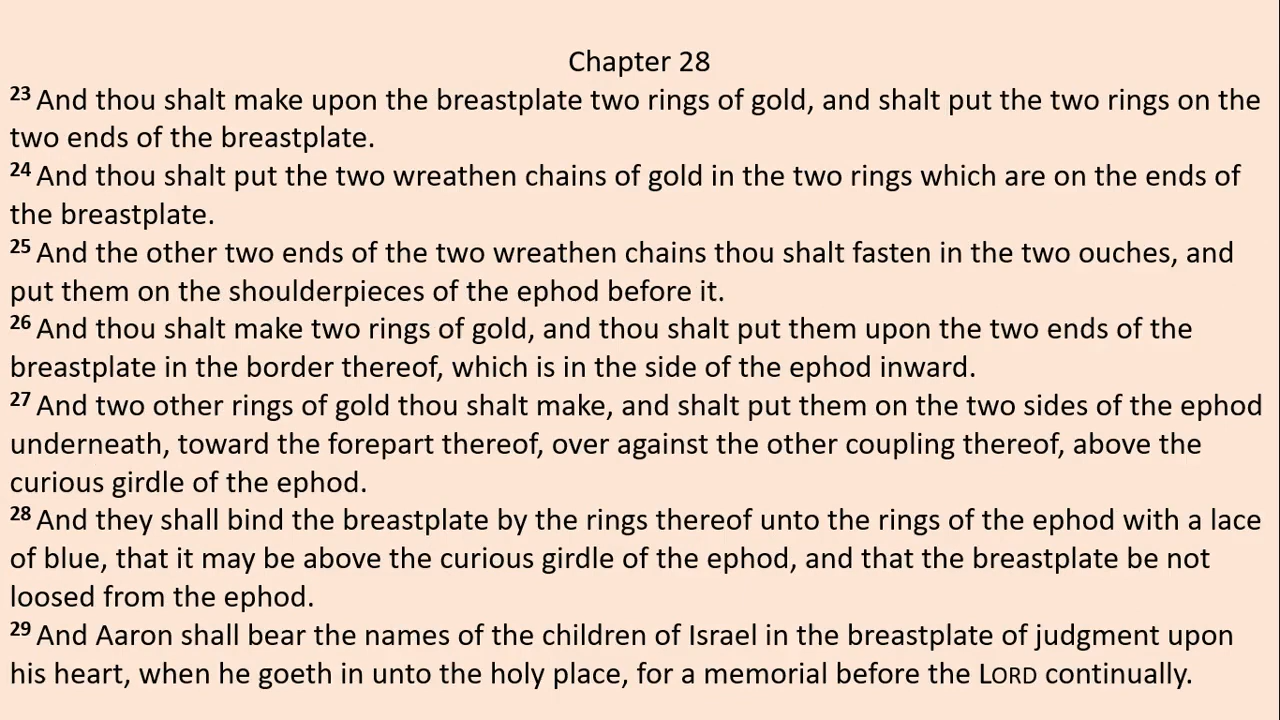 Chapter 28
23 And thou shalt make upon the breastplate two rings of gold, and shalt put the two rings on the
two ends of the breastplate.
24 And thou shalt put the two wreathen chains of gold in the two rings which are on the ends of
the breastplate.
25 And the other two ends of the two wreathen chains thou shalt fasten in the two ouches, and
put them on the shoulderpieces of the ephod before it.
26 And thou shalt make two rings of gold, and thou shalt put them upon the two ends of the
breastplate in the border thereof, which is in the side of the ephod inward.
27 And two other rings of gold thou shalt make, and shalt put them on the two sides of the ephod
underneath, toward the forepart thereof, over against the other coupling thereof, above the
curious girdle of the ephod.
28 And they shall bind the breastplate by the rings thereof unto the rings of the ephod with a lace
of blue, that it may be above the curious girdle of the ephod, and that the breastplate be not
loosed from the ephod.
29 And Aaron shall bear the names of the children of Israel in the breastplate of judgment upon
his heart, when he goeth in unto the holy place, for a memorial before the LORD continually.